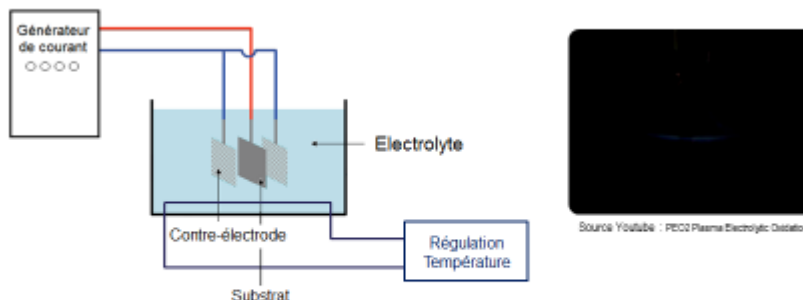 Générateur
de courant
Electrolyte
Contre-électrode
Substrat
Régulation
Température
Source Youtube : PEO2 Plasma Electrolytic Oxidation